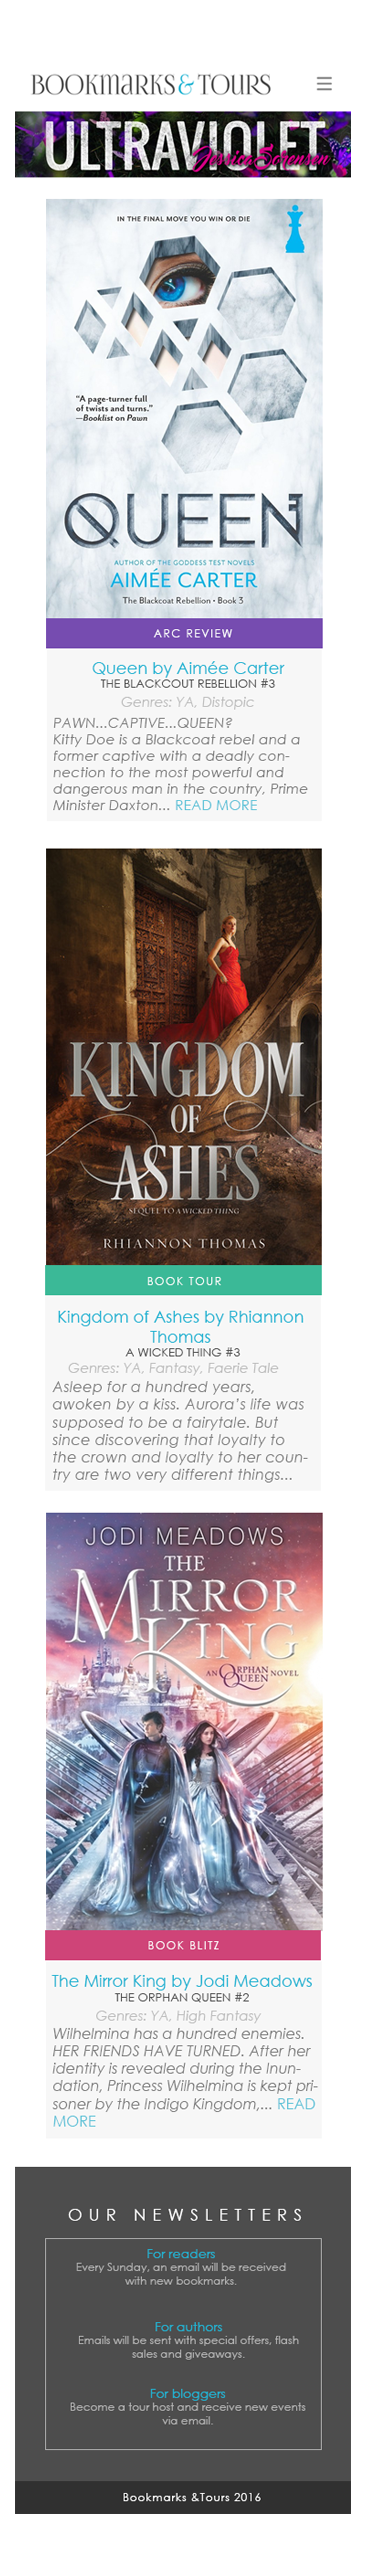 BOOKMARKS&TOURS
ULTRAVIOLET
Jessica Sorensen
IN THE FINAL MOVE YOU WIN OR DIE
"A page-turner full
of twists and turns."
—Booklist on Pawn
QUEEN
AUTHOR OF THE GODDESS TEST NOVELS
AIMÉE CARTER
The Blackcoat Rebellion • Book 3
ARC REVIEW
Queen by Aimée Carter
THE BLACKCOUT REBELLION #3
Genres: YA, Distopic
PAWN...CAPTIVE...QUEEN?
Kitty Doe is a Blackcoat rebel and a
former captive with a deadly con-
nection to the most powerful and
dangerous man in the country, Prime
Minister Daxton... READ MORE
KINGDOM
OF
ASHES
SEQUEL TO A WICKED THING
RHIANNON THOMAS
BOOK TOUR
Kingdom of Ashes by Rhiannon
Thomas
A WICKED THING #3
Genres: YA, Fantasy, Faerie Tale
Asleep for a hundred years,
awoken by a kiss. Aurora's life was
supposed to be a fairytale. But
since discovering that loyalty to
the crown and loyalty to her coun-
try are two very different things...
JODI MEADOWS
THE
MIRROR
KING
AN ORPHAN QUEEN NOVEL
BOOK BLITZ
The Mirror King by Jodi Meadows
THE ORPHAN QUEEN #2
Genres: YA, High Fantasy
Wilhelmina has a hundred enemies.
HER FRIENDS HAVE TURNED. After her
identity is revealed during the Inun-
dation, Princess Wilhelmina is kept pri-
soner by the Indigo Kingdom,... READ
MORE
OUR NEWSLETTERS
For readers
Every Sunday, an email will be received
with new bookmarks.
For authors
Emails will be sent with special offers, flash
sales and giveaways.
For bloggers
Become a tour host and receive new events
via email.
Bookmarks &Tours 2016